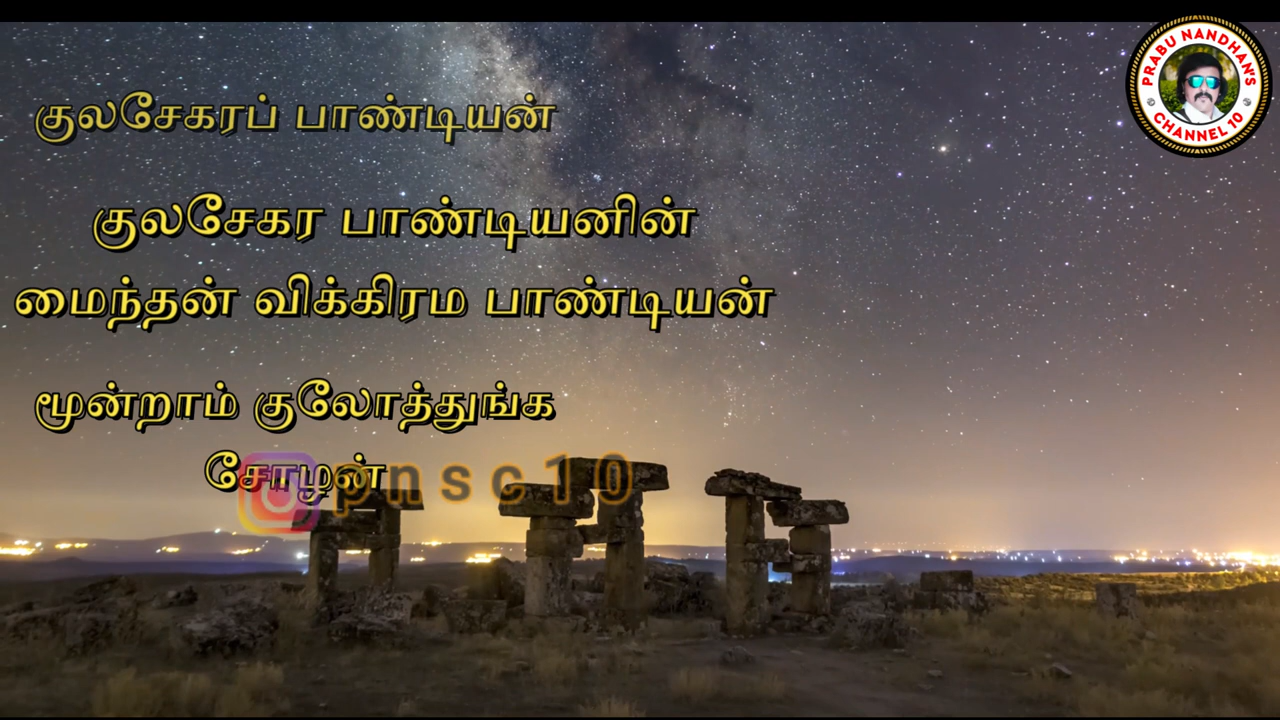 PRABU NANDHAN'S
CHANNEL 10
குலசேகரப் பாண்டியன்
குலசேகர பாண்டியனின்
மைந்தன் விக்கிரம பாண்டியன்
மூன்றாம் குலோத்துங்க
சோழன்
pnsc10